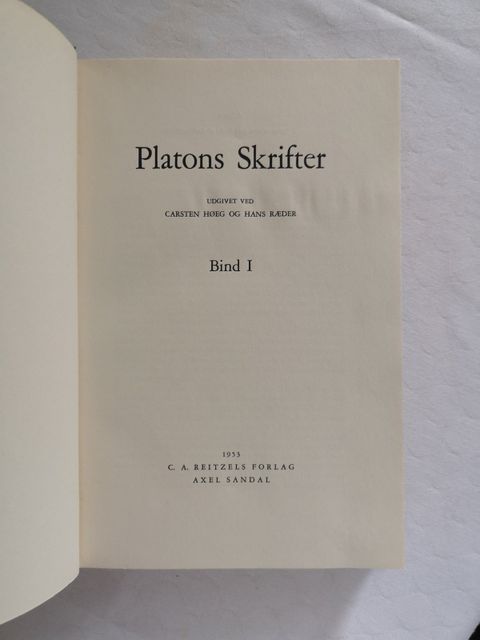 Platons Skrifter
UDGIVET VED
CARSTEN HØEG OG HANS RÆDER
Bind I
1953
C. A. REITZELS FORLAG
AXEL SANDAL